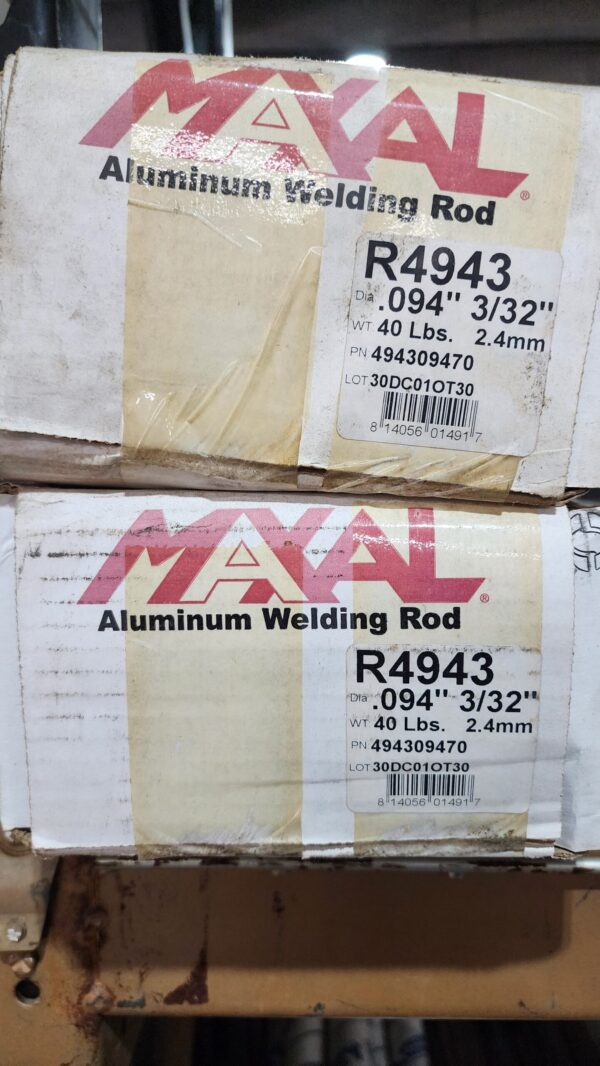 MAXAL®
Aluminum Welding Rod
R4943
Dia .094" 3/32"
WT 40 Lbs. 2.4mm
PN 494309470
LOT 30DC01OT30
8 14056 01491 7
MAXAL®
Aluminum Welding Rod
R4943
Dia .094" 3/32"
WT 40 Lbs. 2.4mm
PN 494309470
LOT 30DC01OT30
8 14056 01491 7